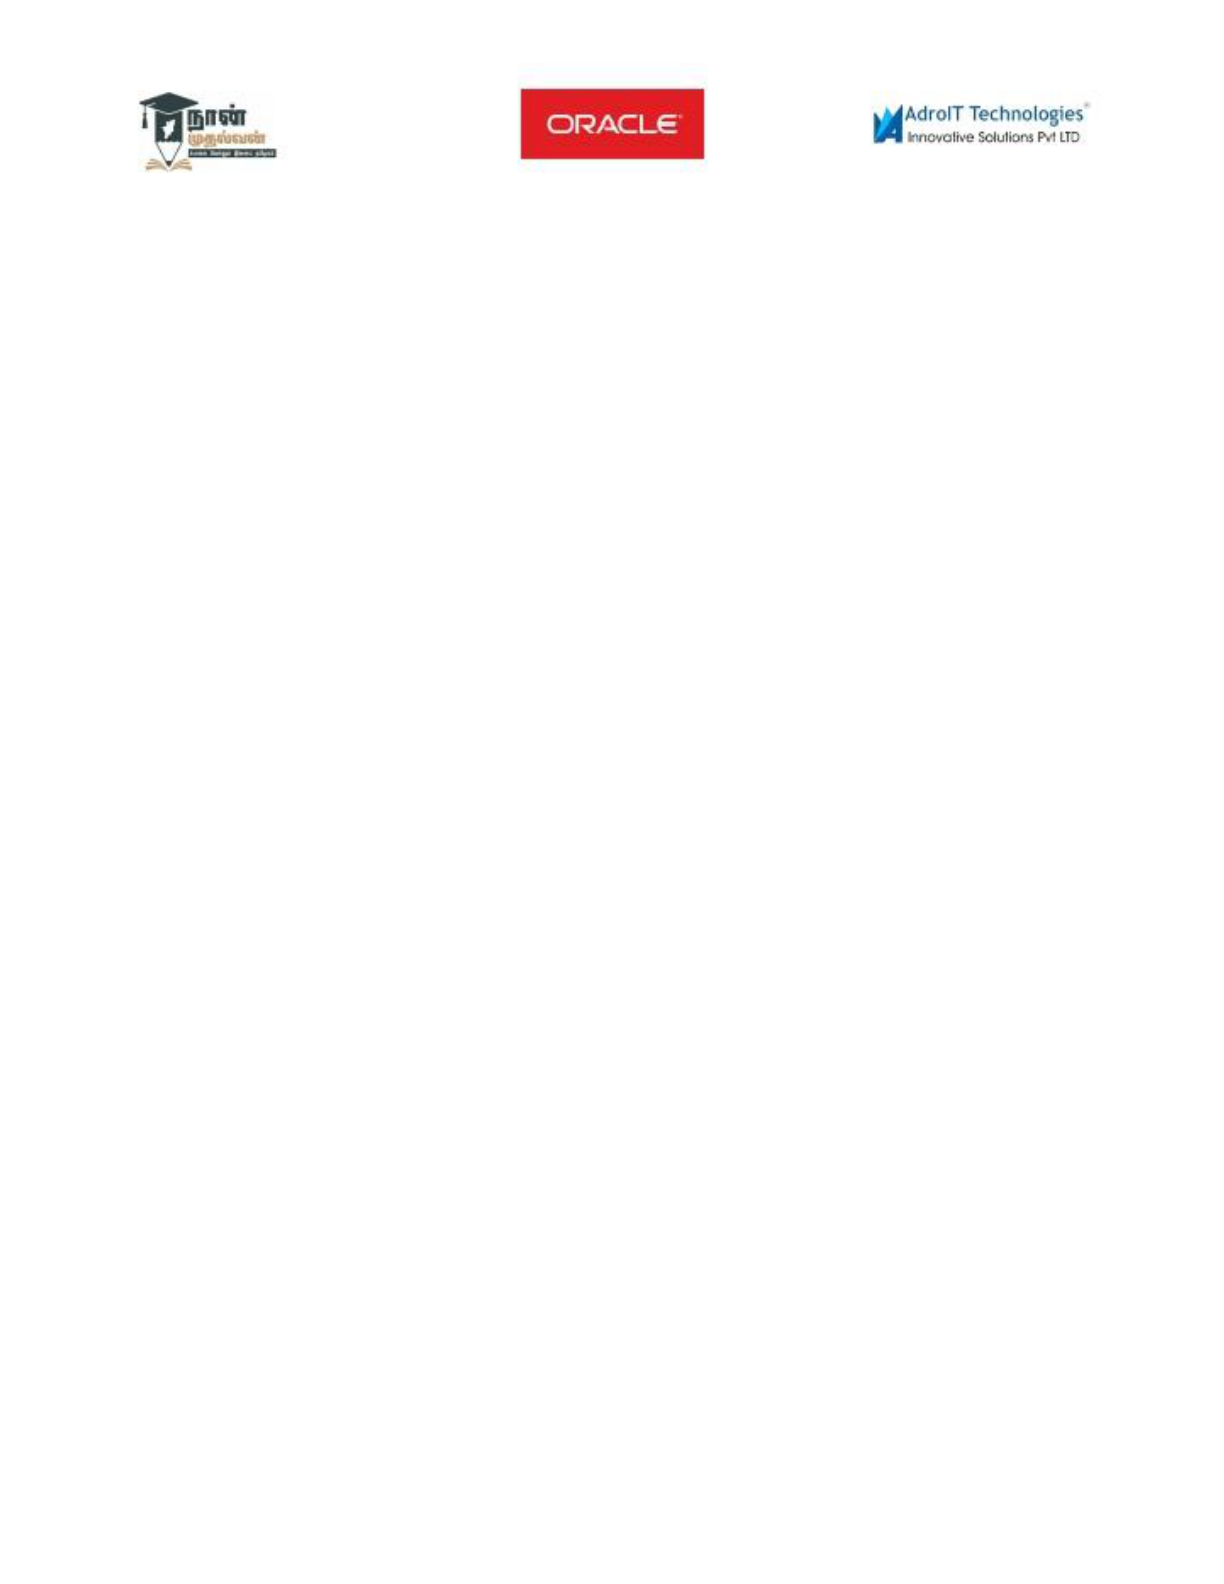 நான்
முதல்வன்
ORACLE
AdroIT Technologies®
Innovative Solutions Pvt LTD